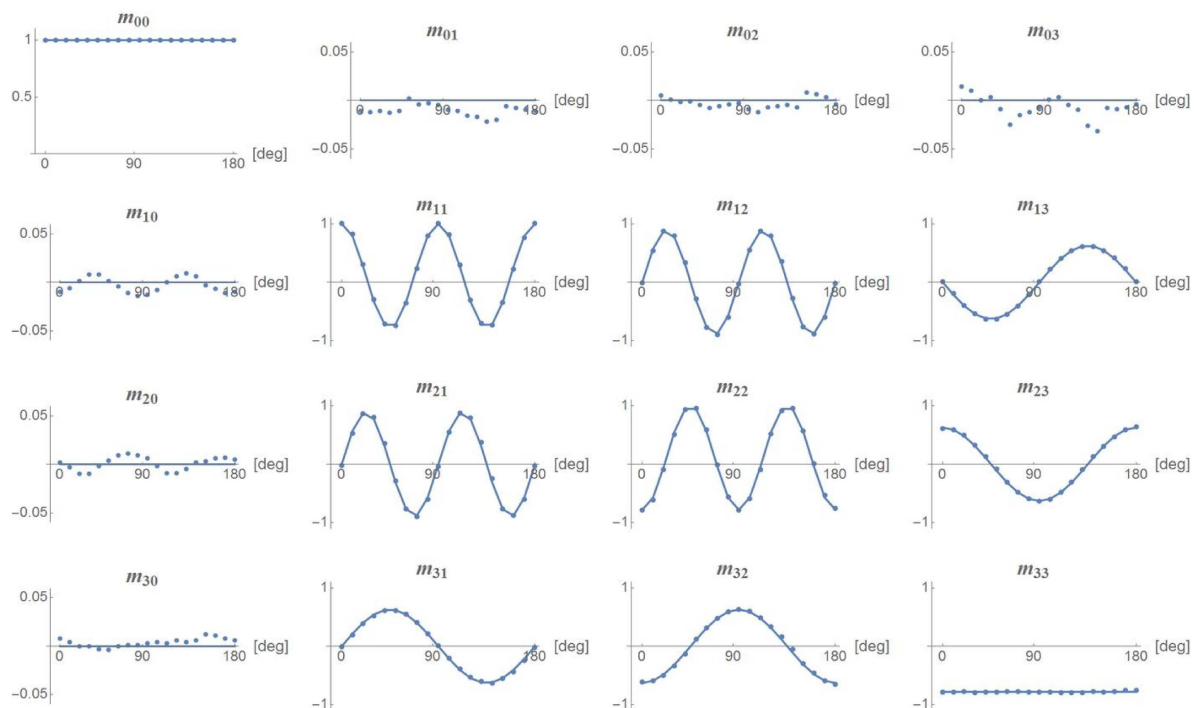 m00 m01 m02 m03
1 0.05 0.05 0.05
0.5 [deg] [deg] [deg]
0 90 180 0 90 180 0 90 180
-0.05 -0.05 -0.05
0 90 180 [deg]
m10 m11 m12 m13
0.05 1 1 1
[deg] [deg] [deg] [deg]
0 90 180 0 90 180 0 90 180 0 90 180
-0.05 -1 -1 -1
m20 m21 m22 m23
0.05 1 1 1
[deg] [deg] [deg] [deg]
0 90 180 0 90 180 0 90 180 0 90 180
-0.05 -1 -1 -1
m30 m31 m32 m33
0.05 1 1 1
[deg] [deg] [deg] [deg]
0 90 180 0 90 180 0 90 180 0 90 180
-0.05 -1 -1 -1